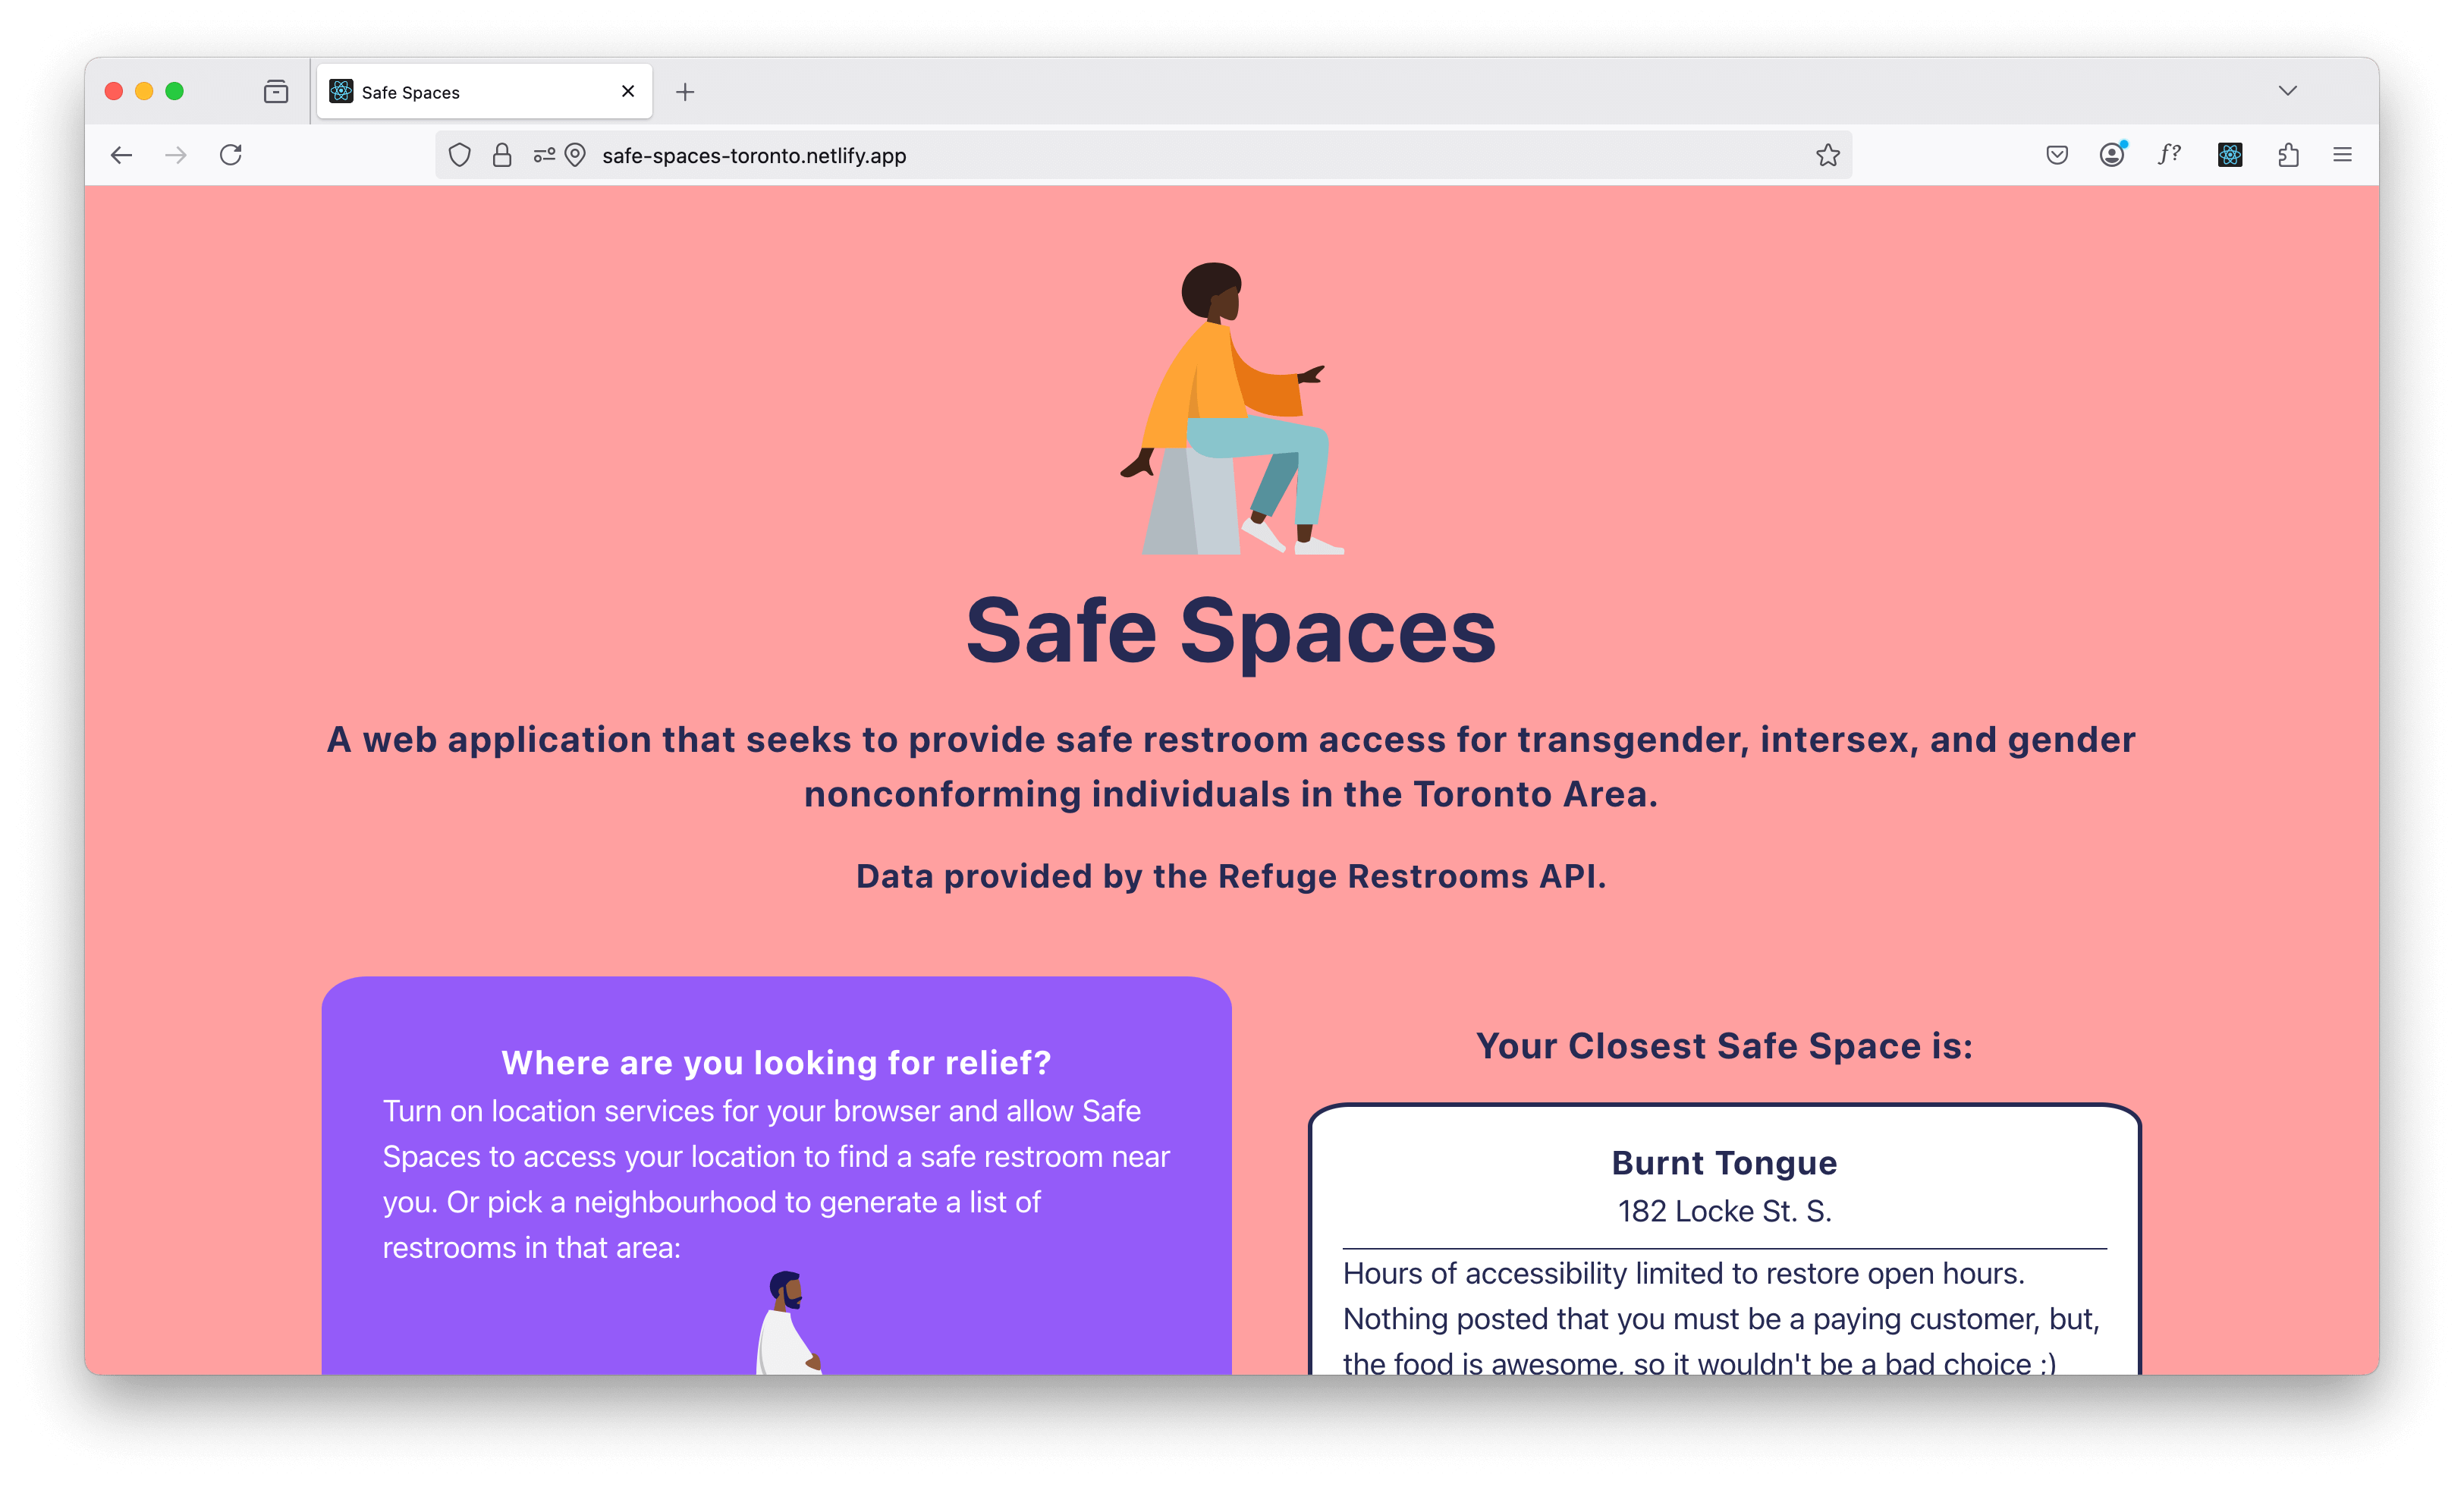 Safe Spaces
safe-spaces-toronto.netlify.app
f?
Safe Spaces
A web application that seeks to provide safe restroom access for transgender, intersex, and gender
nonconforming individuals in the Toronto Area.
Data provided by the Refuge Restrooms API.
Where are you looking for relief?
Turn on location services for your browser and allow Safe
Spaces to access your location to find a safe restroom near
you. Or pick a neighbourhood to generate a list of
restrooms in that area:
Your Closest Safe Space is:
Burnt Tongue
182 Locke St. S.
Hours of accessibility limited to restore open hours.
Nothing posted that you must be a paying customer, but,
the food is awesome, so it wouldn't be a bad choice :)